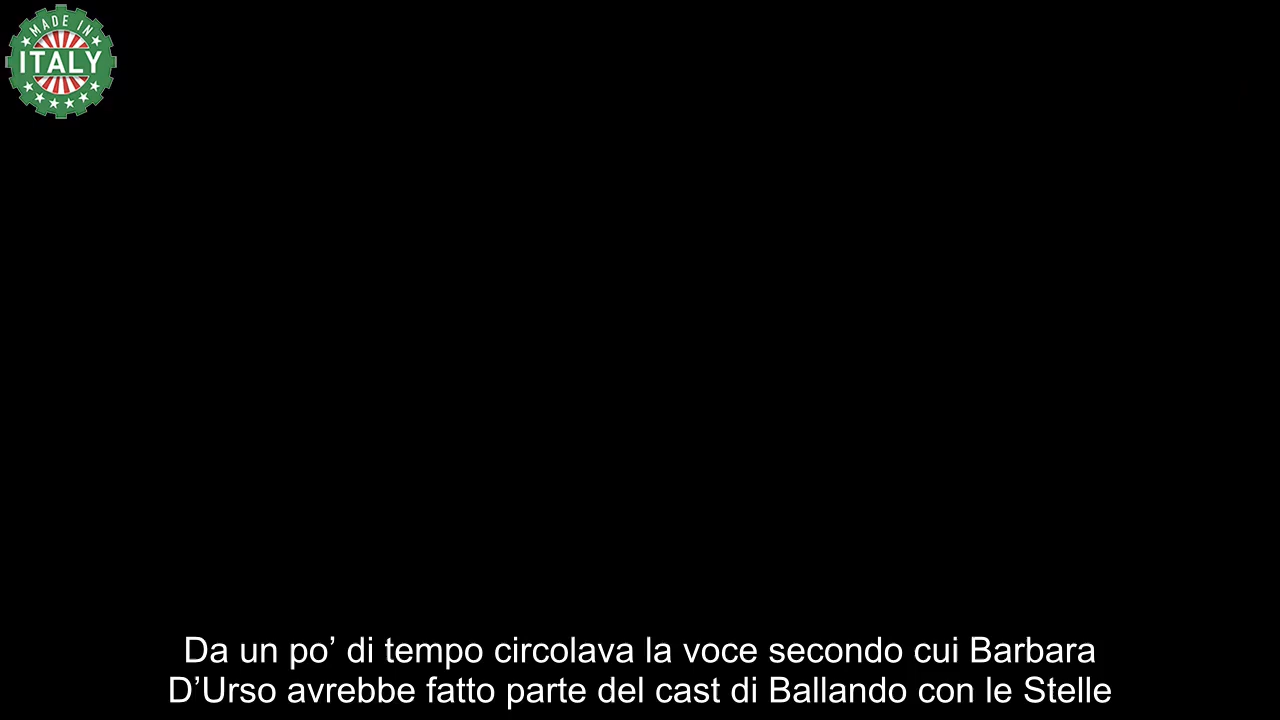 MADE IN
ITALY
Da un po’ di tempo circolava la voce secondo cui Barbara
D’Urso avrebbe fatto parte del cast di Ballando con le Stelle